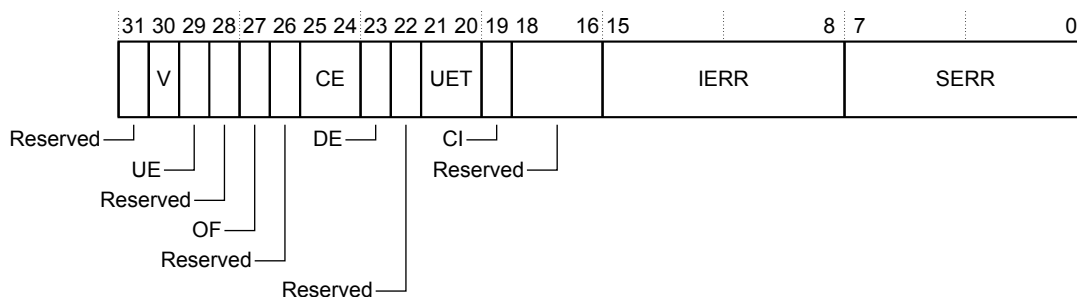 31 30 29 28 27 26 25 24 23 22 21 20 19 18 16 15 8 7 0
V CE UET IERR SERR
Reserved DE CI
UE Reserved
Reserved
OF
Reserved
Reserved